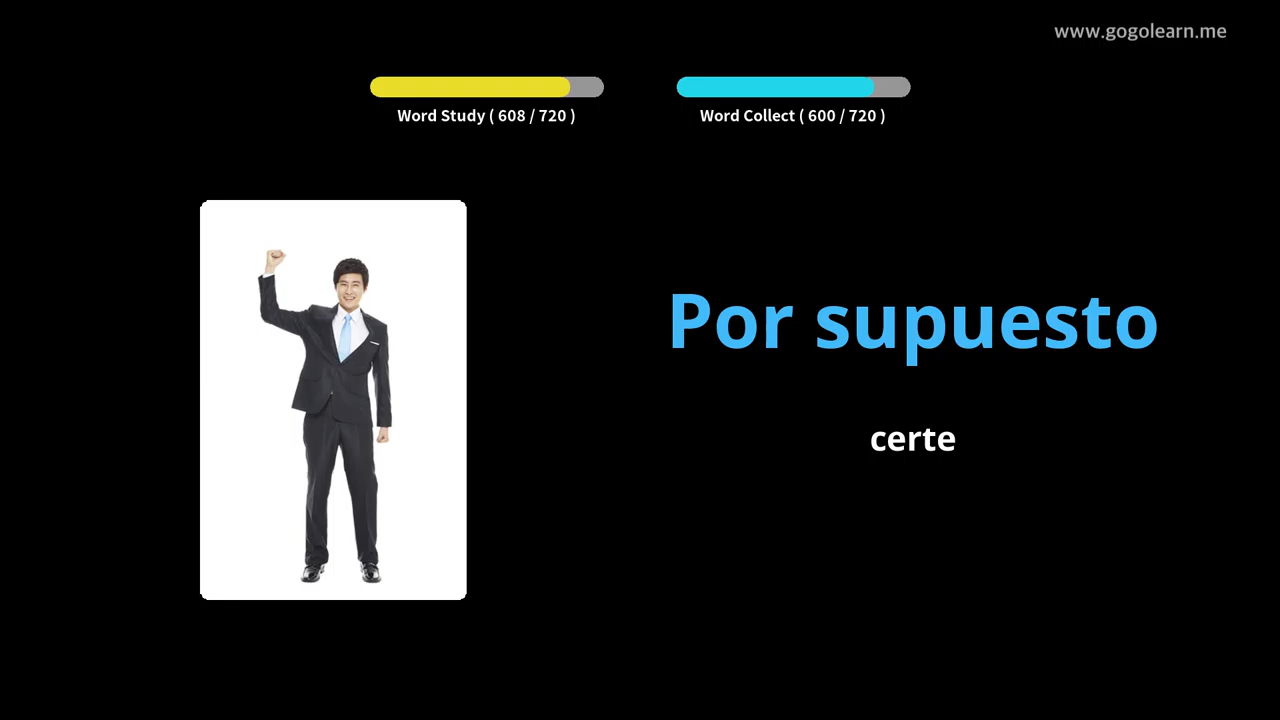 www.gogolearn.me
Word Study ( 608 / 720 )
Word Collect ( 600 / 720 )
Por supuesto
certe